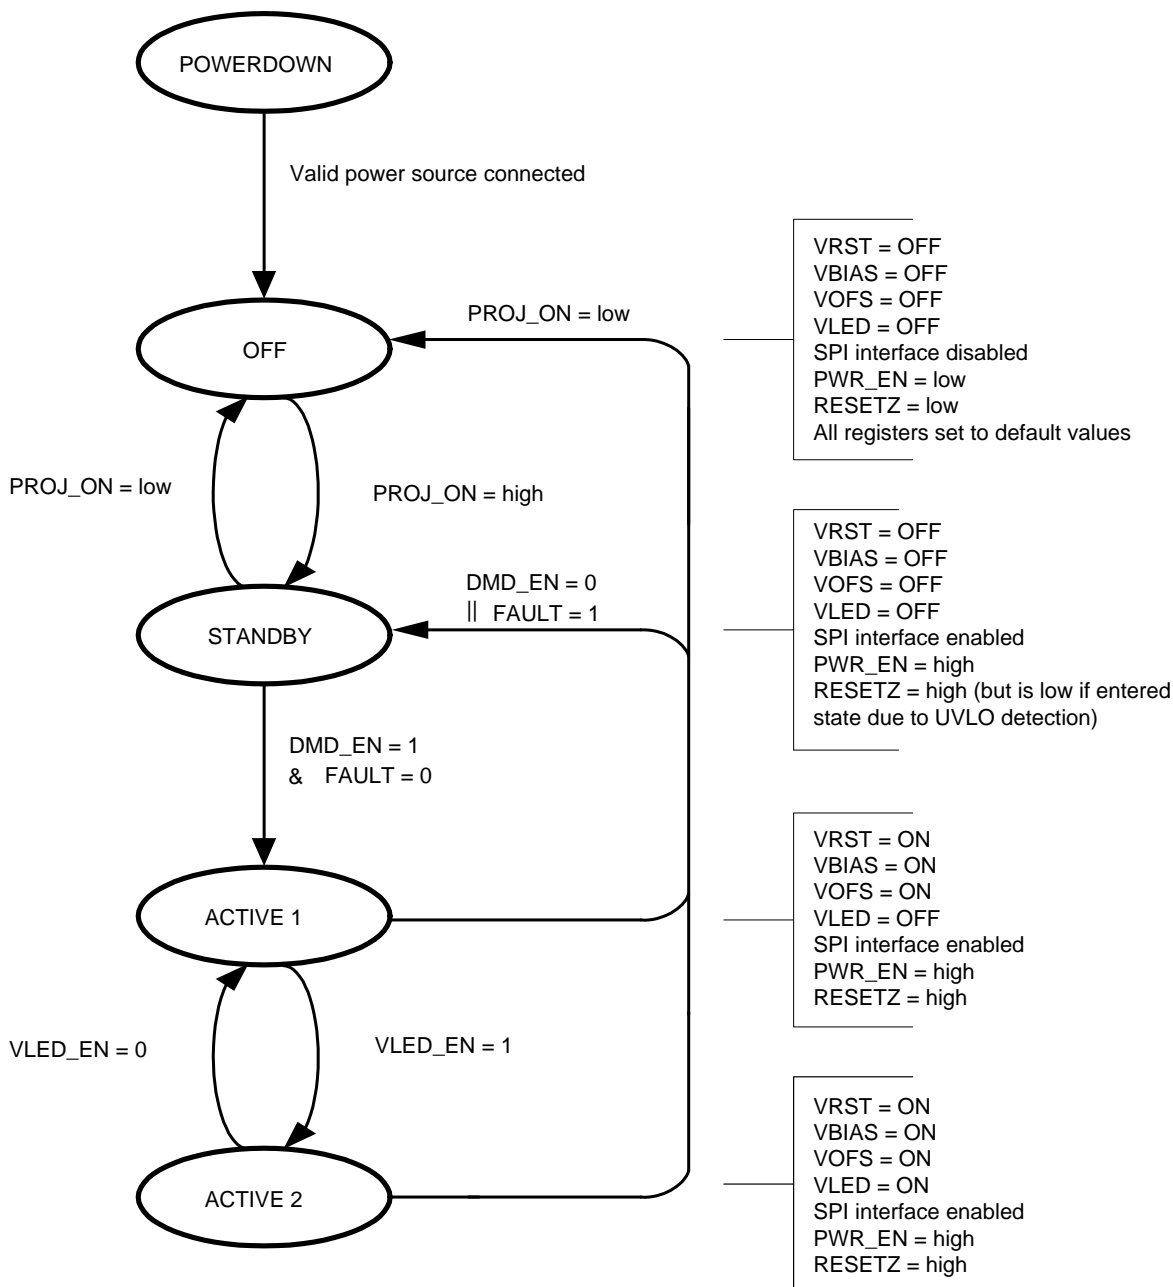 POWERDOWN
Valid power source connected
OFF
PROJ_ON = low
VRST = OFF
VBIAS = OFF
VOFS = OFF
VLED = OFF
SPI interface disabled
PWR_EN = low
RESETZ = low
All registers set to default values
PROJ_ON = low
PROJ_ON = high
STANDBY
DMD_EN = 0
|| FAULT = 1
VRST = OFF
VBIAS = OFF
VOFS = OFF
VLED = OFF
SPI interface enabled
PWR_EN = high
RESETZ = high (but is low if entered
state due to UVLO detection)
DMD_EN = 1
& FAULT = 0
ACTIVE 1
VRST = ON
VBIAS = ON
VOFS = ON
VLED = OFF
SPI interface enabled
PWR_EN = high
RESETZ = high
VLED_EN = 0
VLED_EN = 1
ACTIVE 2
VRST = ON
VBIAS = ON
VOFS = ON
VLED = ON
SPI interface enabled
PWR_EN = high
RESETZ = high